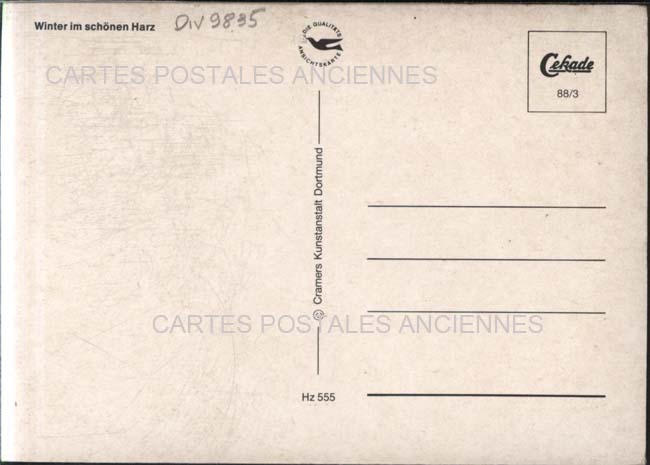 Winter im schönen Harz
Div 9835
DIE QUALITÄTS
ANSICHTSKARTE
Cekade
88/3
CARTES POSTALES ANCIENNES
© Cramers Kunstanstalt Dortmund
CARTES POSTALES ANCIENNES
Hz 555